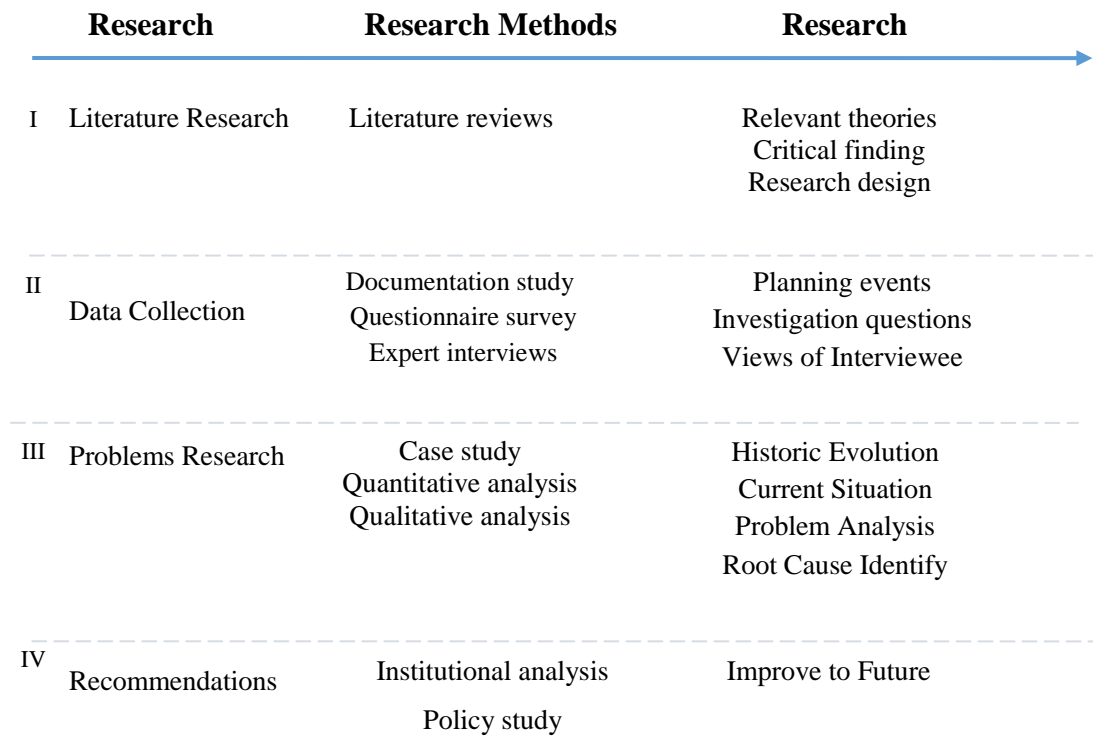 Research Research Methods Research
I Literature Research Literature reviews Relevant theories
Critical finding
Research design
II Documentation study Planning events
Data Collection Questionnaire survey Investigation questions
Expert interviews Views of Interviewee
III Problems Research Case study Historic Evolution
Quantitative analysis Current Situation
Qualitative analysis Problem Analysis
Root Cause Identify
IV Institutional analysis Improve to Future
Recommendations
Policy study